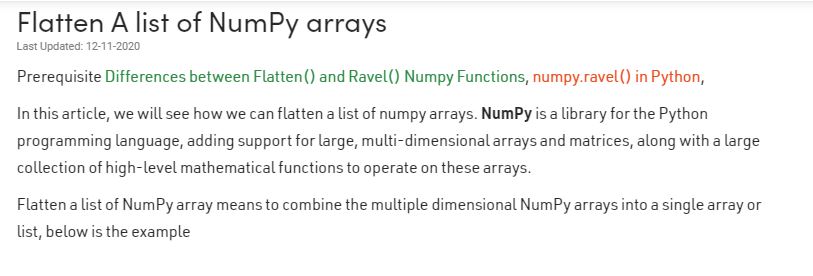 Flatten A list of NumPy arrays
Last Updated: 12-11-2020
Prerequisite Differences between Flatten() and Ravel() Numpy Functions, numpy.ravel() in Python,
In this article, we will see how we can flatten a list of numpy arrays. NumPy is a library for the Python
programming language, adding support for large, multi-dimensional arrays and matrices, along with a large
collection of high-level mathematical functions to operate on these arrays.
Flatten a list of NumPy array means to combine the multiple dimensional NumPy arrays into a single array or
list, below is the example